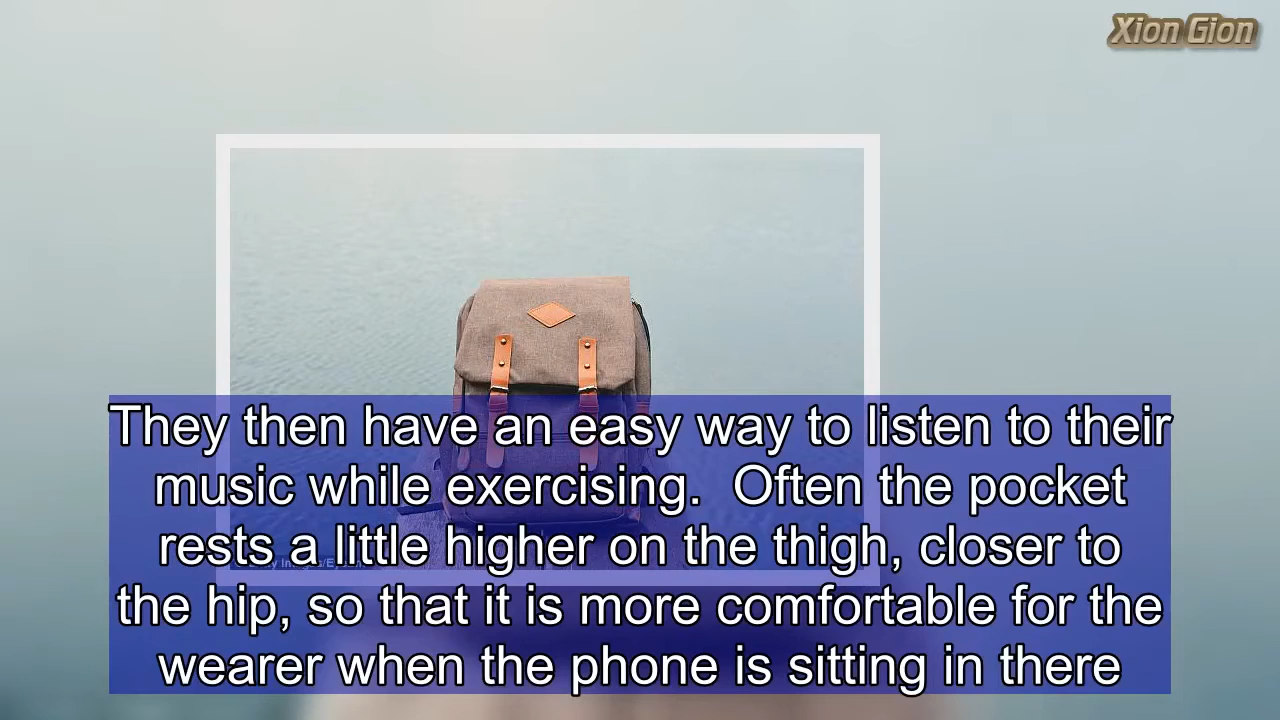 Xion Gion
They then have an easy way to listen to their
music while exercising.  Often the pocket
rests a little higher on the thigh, closer to
the hip, so that it is more comfortable for the
wearer when the phone is sitting in there